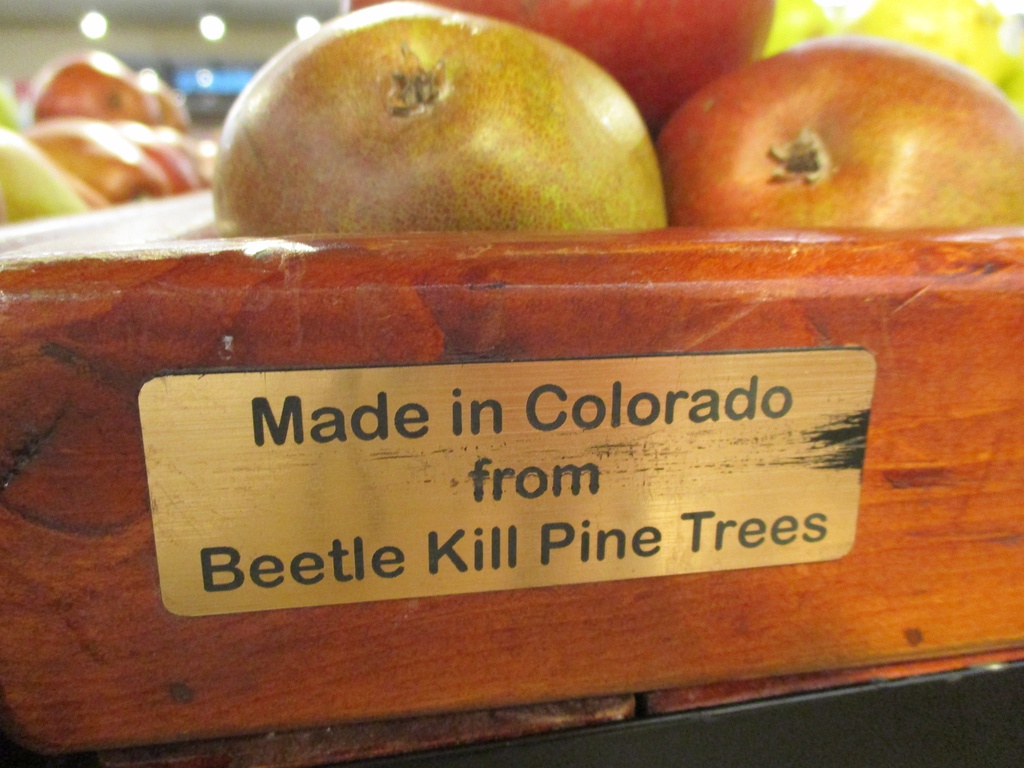 Made in Colorado
from
Beetle Kill Pine Trees